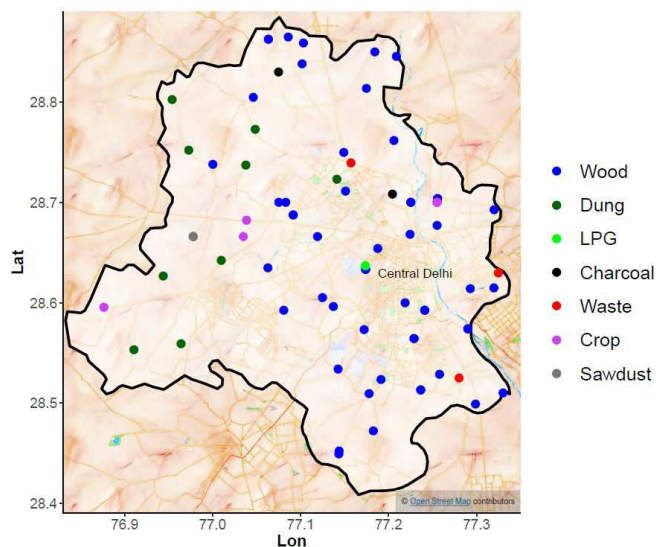 28.8
28.7
28.6
28.5
28.4
Lat
76.9
77.0
77.1
77.2
77.3
Lon
Central Delhi
© Open Street Map contributors
Wood
Dung
LPG
Charcoal
Waste
Crop
Sawdust